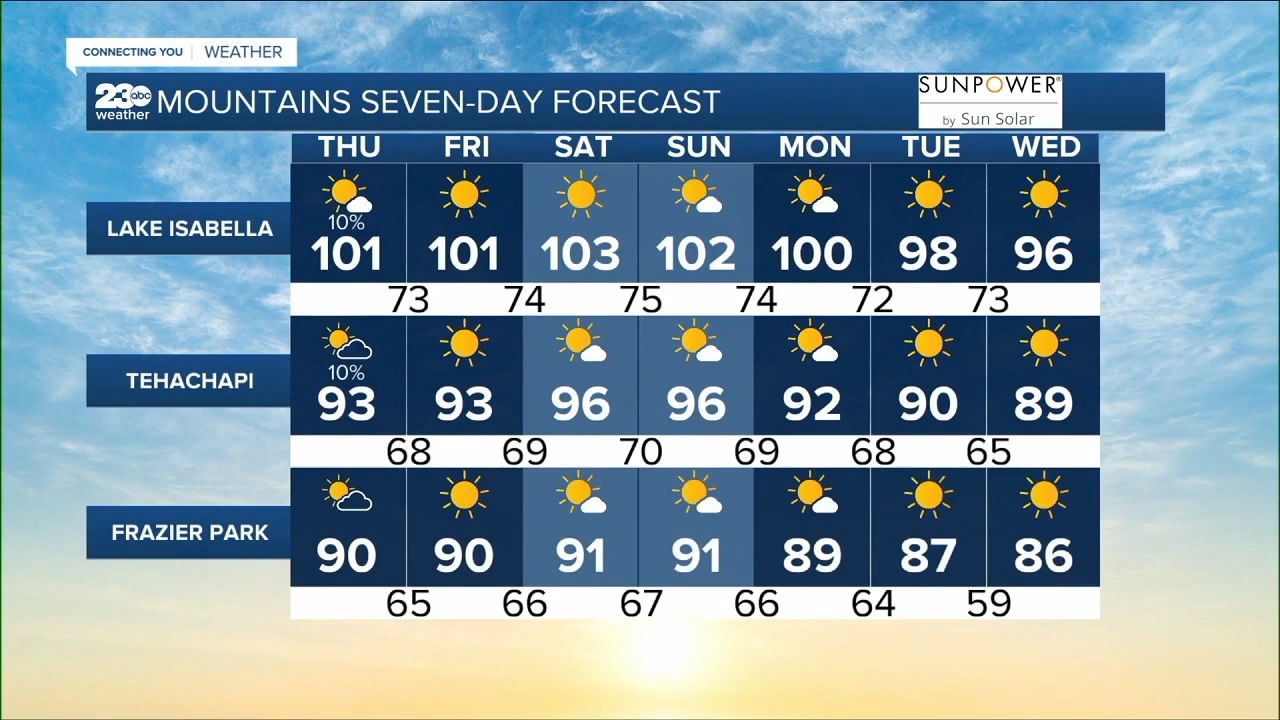 CONNECTING YOU | WEATHER
23 abc
weather
MOUNTAINS SEVEN-DAY FORECAST
SUNPOWER®
by Sun Solar
THU FRI SAT SUN MON TUE WED
LAKE ISABELLA
10%
101 101 103 102 100 98 96
73 74 75 74 72 73
TEHACHAPI
10%
93 93 96 96 92 90 89
68 69 70 69 68 65
FRAZIER PARK
90 90 91 91 89 87 86
65 66 67 66 64 59